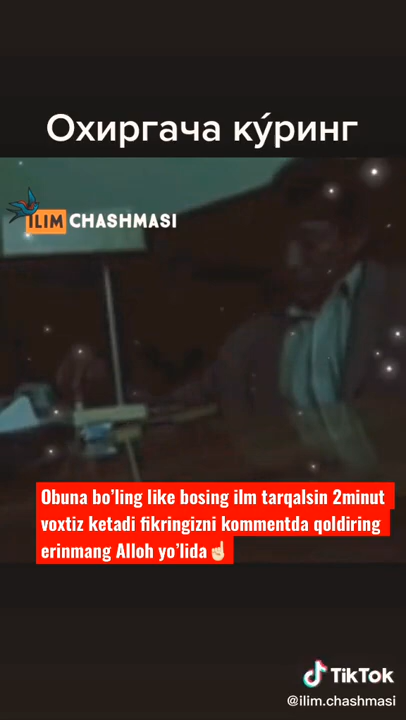 Охиргача кýринг
ILIM CHASHMASI
Obuna bo’ling like bosing ilm tarqalsin 2minut
voxtiz ketadi fikringizni kommentda qoldiring
erinmang Alloh yo’lida☝🏻
TikTok
@ilim.chashmasi